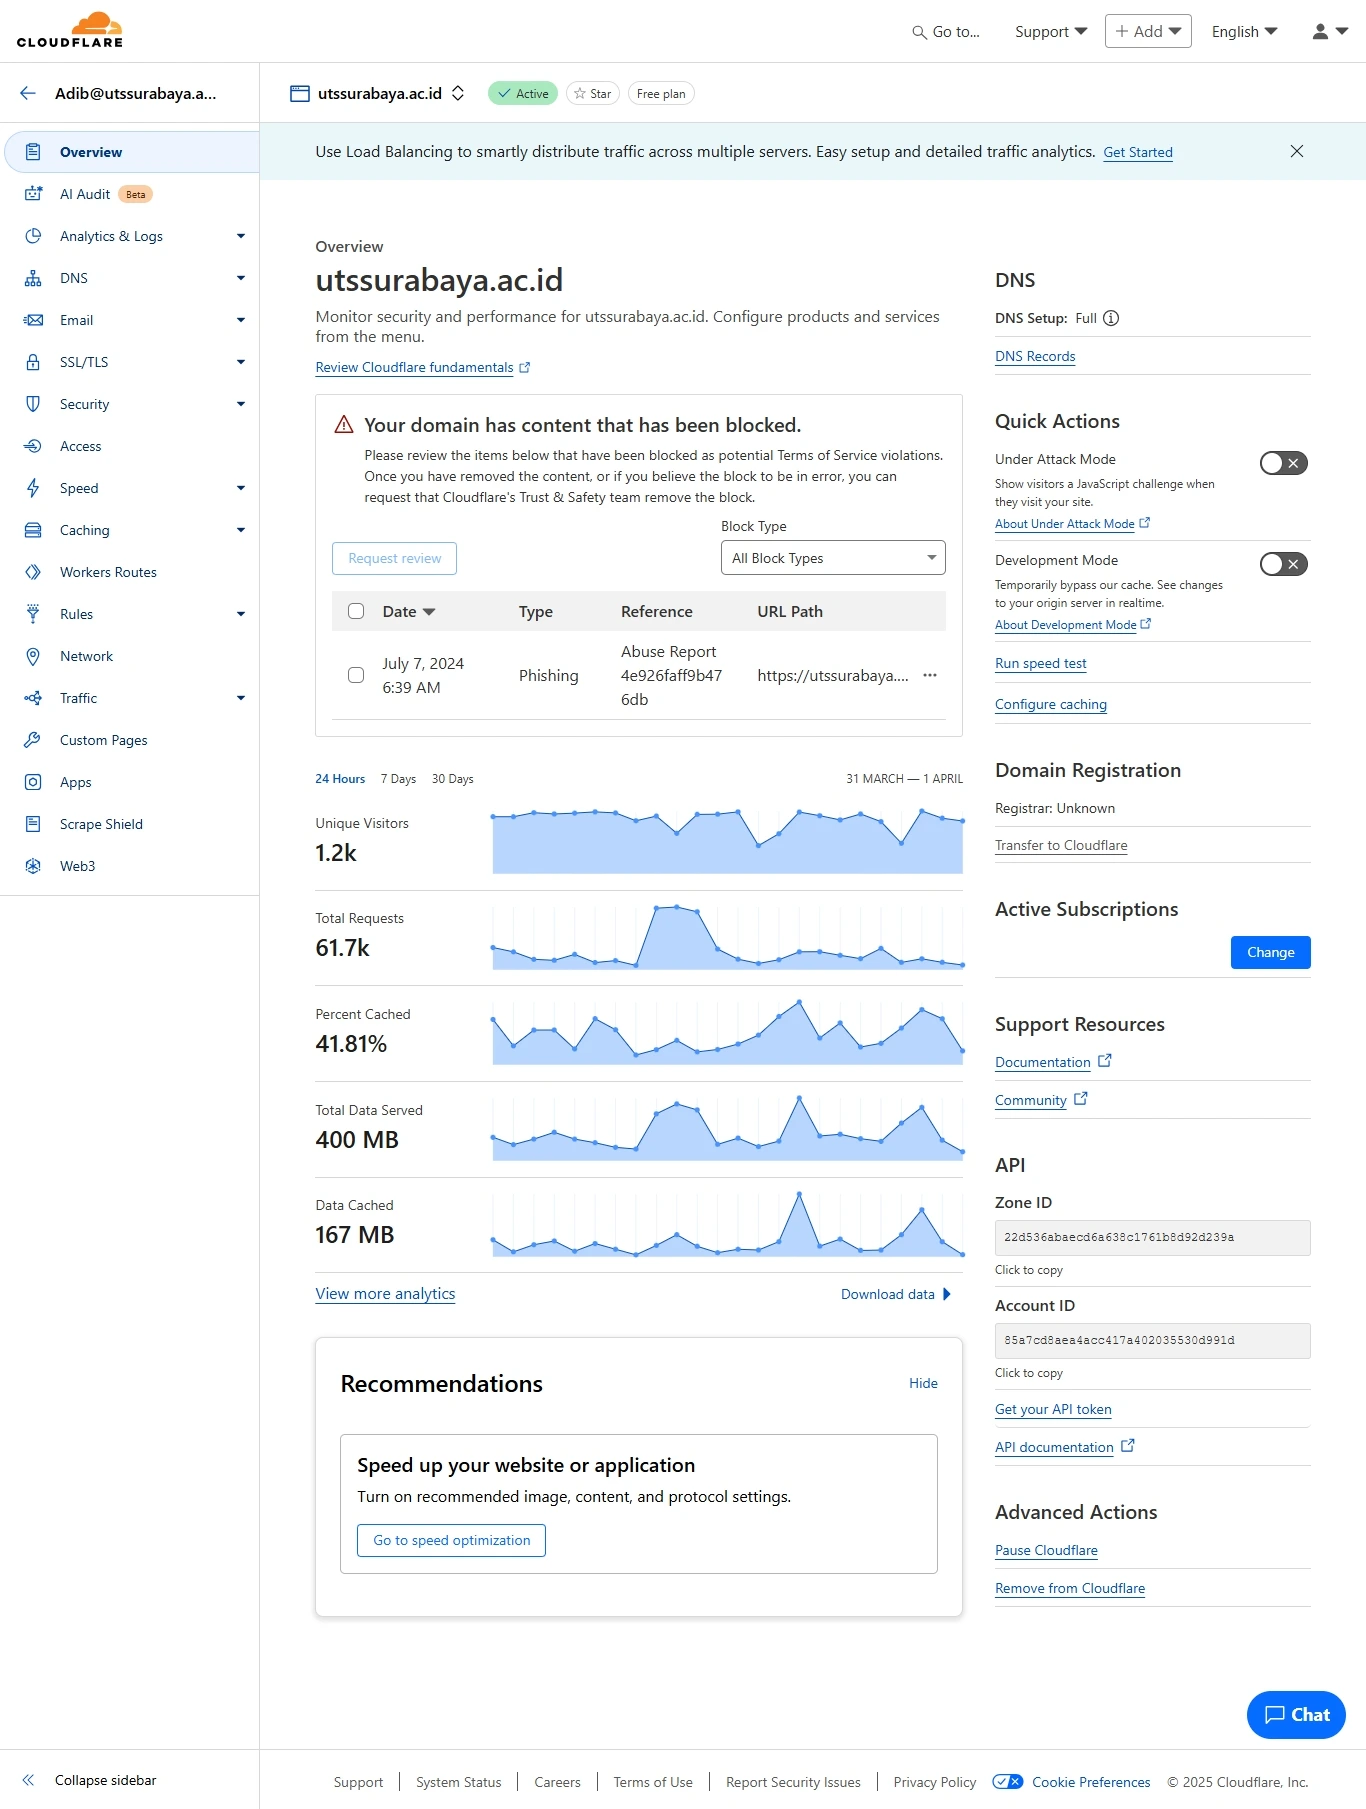 CLOUDFLARE
Go to...
Support
+ Add
English
Adib@utssurabaya.a...
utssurabaya.ac.id
Active
Star
Free plan
Use Load Balancing to smartly distribute traffic across multiple servers. Easy setup and detailed traffic analytics. Get Started
Overview
AI Audit Beta
Analytics & Logs
DNS
Email
SSL/TLS
Security
Access
Speed
Caching
Workers Routes
Rules
Network
Traffic
Custom Pages
Apps
Scrape Shield
Web3
Overview
utssurabaya.ac.id
Monitor security and performance for utssurabaya.ac.id. Configure products and services
from the menu.
Review Cloudflare fundamentals
Your domain has content that has been blocked.
Please review the items below that have been blocked as potential Terms of Service violations.
Once you have removed the content, or if you believe the block to be in error, you can
request that Cloudflare's Trust & Safety team remove the block.
Block Type
Request review
All Block Types
Date Type Reference URL Path
July 7, 2024
6:39 AM
Phishing
Abuse Report
4e926faff9b47
6db
https://utssurabaya....
24 Hours 7 Days 30 Days
31 MARCH — 1 APRIL
Unique Visitors
1.2k
Total Requests
61.7k
Percent Cached
41.81%
Total Data Served
400 MB
Data Cached
167 MB
View more analytics
Download data
Recommendations
Hide
Speed up your website or application
Turn on recommended image, content, and protocol settings.
Go to speed optimization
DNS
DNS Setup: Full
DNS Records
Quick Actions
Under Attack Mode
Show visitors a JavaScript challenge when
they visit your site.
About Under Attack Mode
Development Mode
Temporarily bypass our cache. See changes
to your origin server in realtime.
About Development Mode
Run speed test
Configure caching
Domain Registration
Registrar: Unknown
Transfer to Cloudflare
Active Subscriptions
Change
Support Resources
Documentation
Community
API
Zone ID
22d536abaecd6a638c1761b8d92d239a
Click to copy
Account ID
85a7cd8aea4acc417a402035530d991d
Click to copy
Get your API token
API documentation
Advanced Actions
Pause Cloudflare
Remove from Cloudflare
Chat
Collapse sidebar
Support
System Status
Careers
Terms of Use
Report Security Issues
Privacy Policy
Cookie Preferences
© 2025 Cloudflare, Inc.